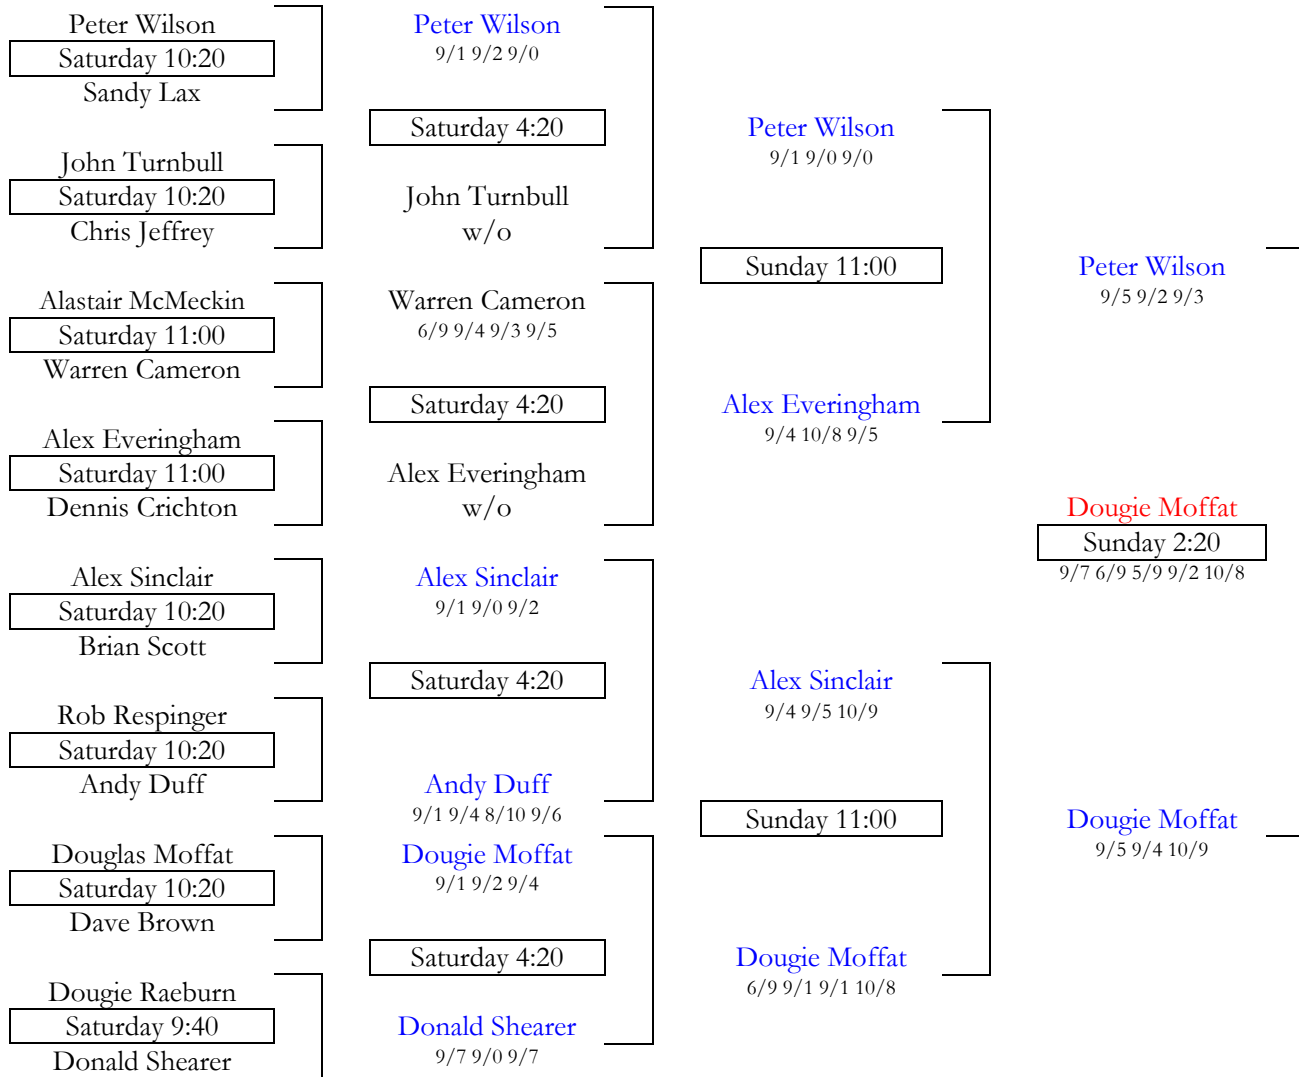 Peter Wilson
Saturday 10:20
Sandy Lax
John Turnbull
Saturday 10:20
Chris Jeffrey
Alastair McMeckin
Saturday 11:00
Warren Cameron
Alex Everingham
Saturday 11:00
Dennis Crichton
Alex Sinclair
Saturday 10:20
Brian Scott
Rob Respinger
Saturday 10:20
Andy Duff
Douglas Moffat
Saturday 10:20
Dave Brown
Dougie Raeburn
Saturday 9:40
Donald Shearer
Peter Wilson
9/1 9/2 9/0
Saturday 4:20
John Turnbull
w/o
Warren Cameron
6/9 9/4 9/3 9/5
Saturday 4:20
Alex Everingham
w/o
Alex Sinclair
9/1 9/0 9/2
Saturday 4:20
Andy Duff
9/1 9/4 8/10 9/6
Dougie Moffat
9/1 9/2 9/4
Saturday 4:20
Donald Shearer
9/7 9/0 9/7
Peter Wilson
9/1 9/0 9/0
Sunday 11:00
Alex Everingham
9/4 10/8 9/5
Alex Sinclair
9/4 9/5 10/9
Sunday 11:00
Dougie Moffat
6/9 9/1 9/1 10/8
Peter Wilson
9/5 9/2 9/3
Dougie Moffat
Sunday 2:20
9/7 6/9 5/9 9/2 10/8
Dougie Moffat
9/5 9/4 10/9